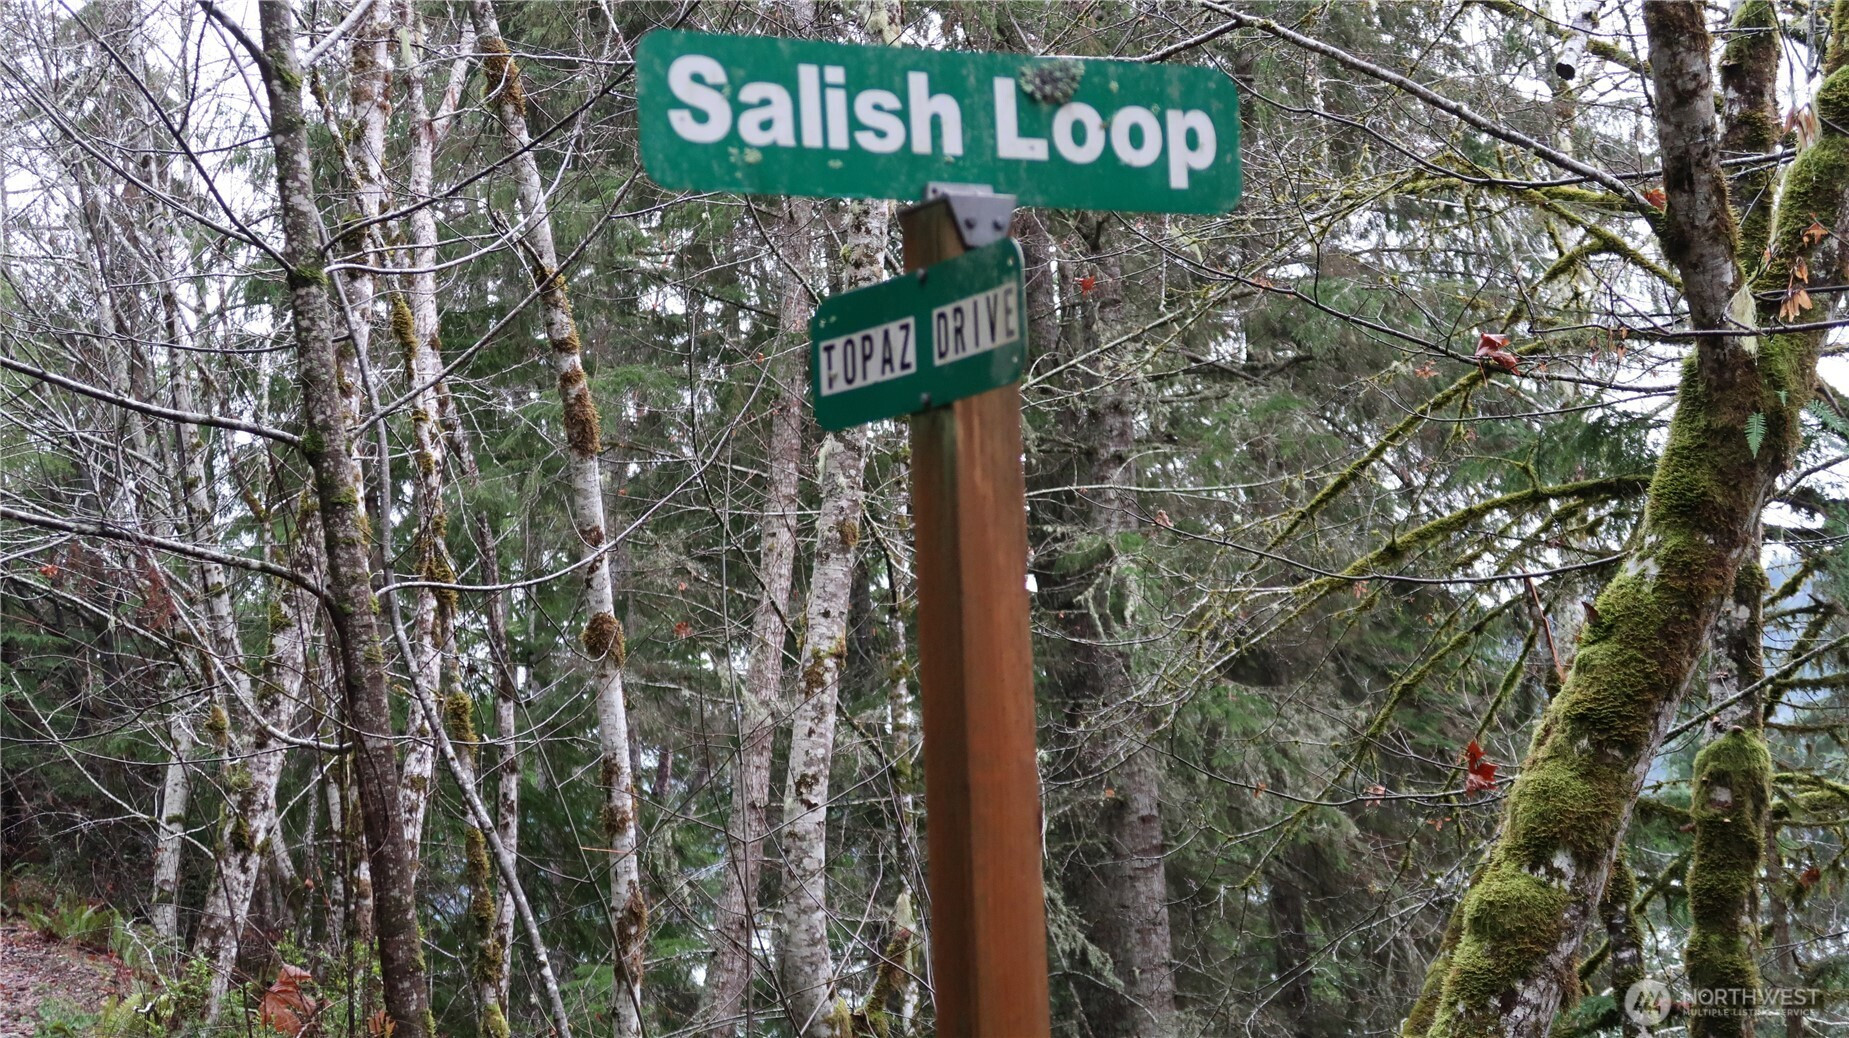 Salish Loop
TOPAZ DRIVE
NORTHWEST
MULTIPLE LISTING SERVICE